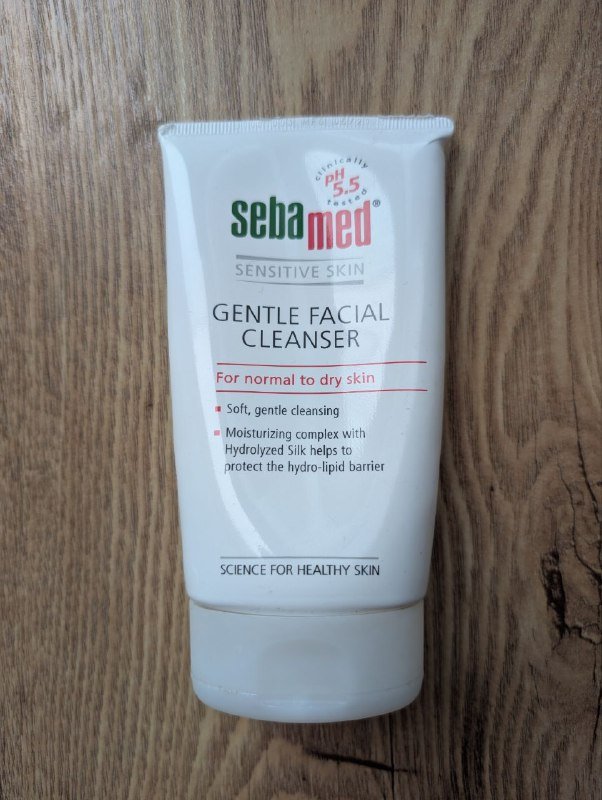 clinically
pH
5.5
tested
sebamed®
SENSITIVE SKIN
GENTLE FACIAL
CLEANSER
For normal to dry skin
Soft, gentle cleansing
Moisturizing complex with
Hydrolyzed Silk helps to
protect the hydro-lipid barrier
SCIENCE FOR HEALTHY SKIN